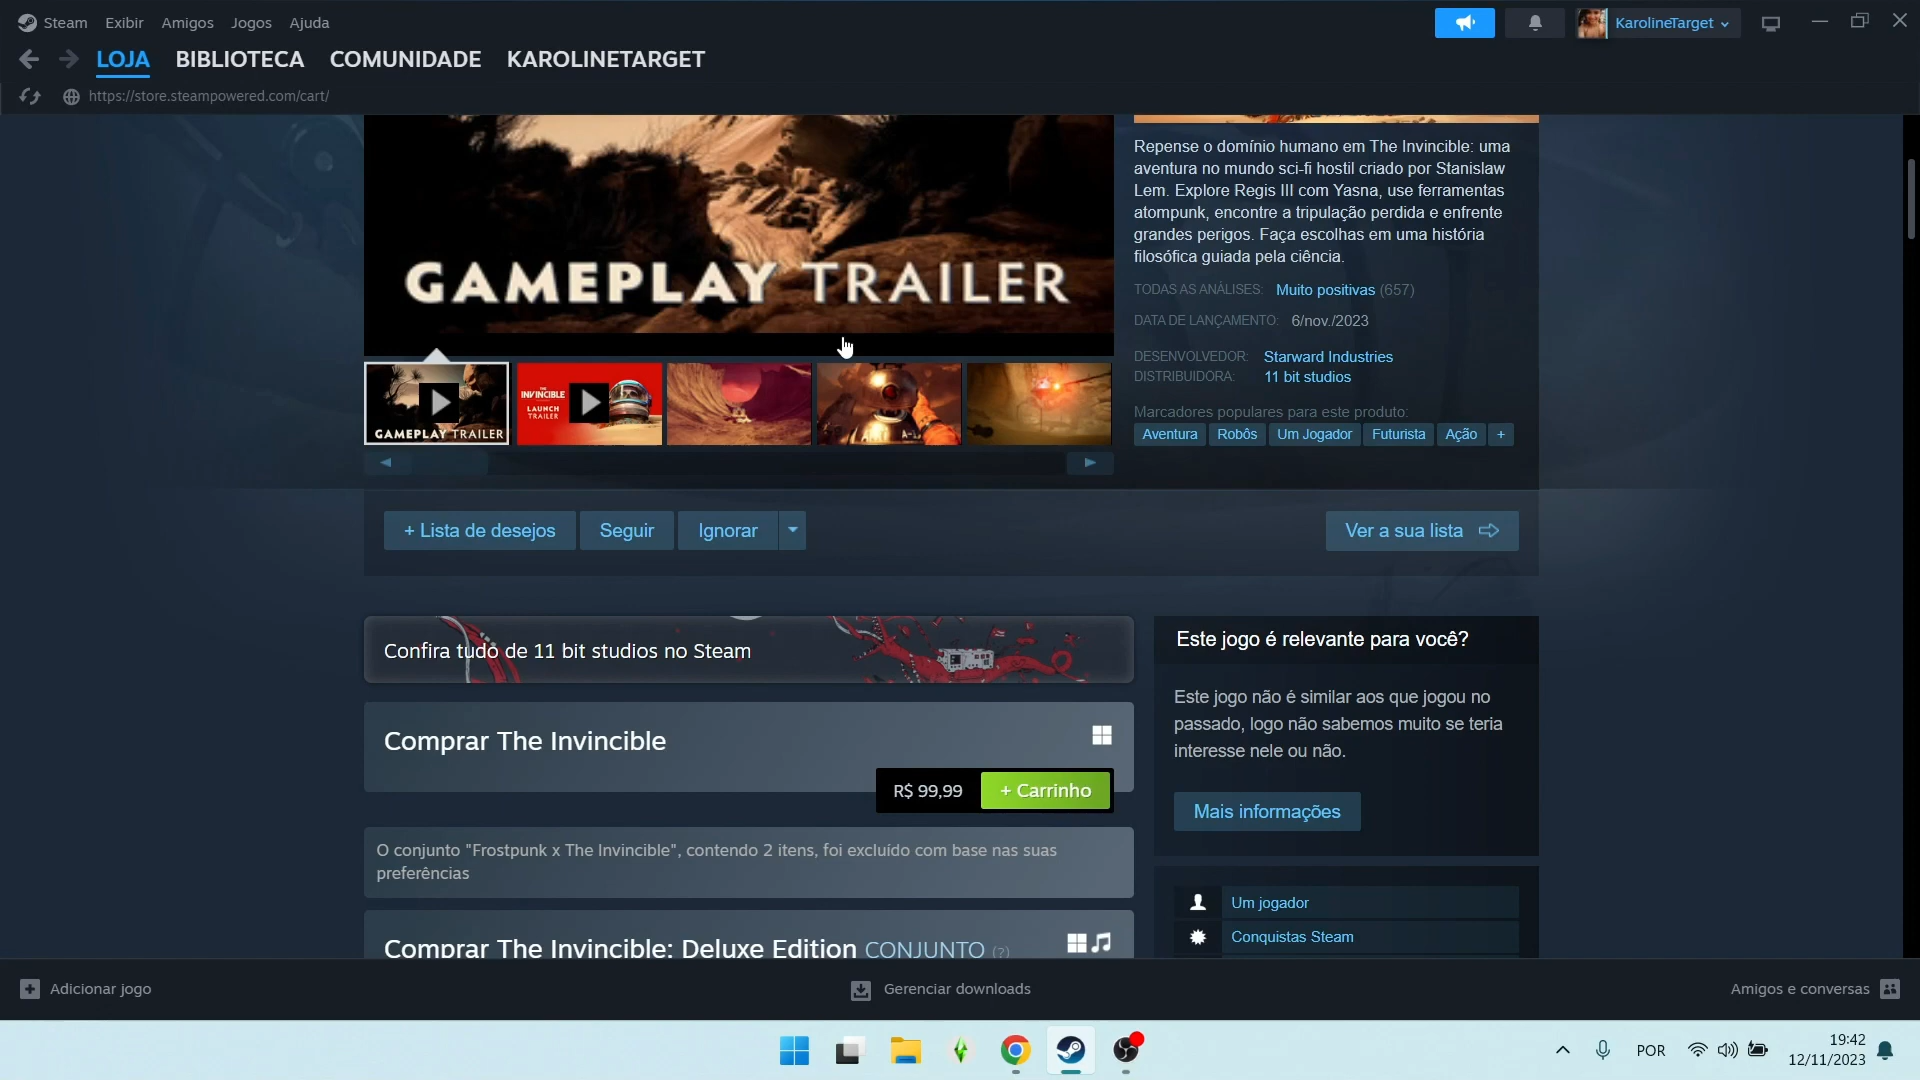 Steam Exibir Amigos Jogos Ajuda
KarolineTarget
LOJA BIBLIOTECA COMUNIDADE KAROLINETARGET
https://store.steampowered.com/cart/
GAMEPLAY TRAILER
Repense o domínio humano em The Invincible: uma
aventura no mundo sci-fi hostil criado por Stanislaw
Lem. Explore Regis III com Yasna, use ferramentas
atompunk, encontre a tripulação perdida e enfrente
grandes perigos. Faça escolhas em uma história
filosófica guiada pela ciência.
TODAS AS ANÁLISES: Muito positivas (657)
DATA DE LANÇAMENTO: 6/nov./2023
DESENVOLVEDOR: Starward Industries
DISTRIBUIDORA: 11 bit studios
Marcadores populares para este produto:
Aventura Robôs Um Jogador Futurista Ação +
GAMEPLAY TRAILER
THE
INVINCIBLE
LAUNCH
TRAILER
+ Lista de desejos Seguir Ignorar
Ver a sua lista
Confira tudo de 11 bit studios no Steam
Comprar The Invincible
R$ 99,99 + Carrinho
O conjunto "Frostpunk x The Invincible", contendo 2 itens, foi excluído com base nas suas
preferências
Comprar The Invincible: Deluxe Edition CONJUNTO (?)
Este jogo é relevante para você?
Este jogo não é similar aos que jogou no
passado, logo não sabemos muito se teria
interesse nele ou não.
Mais informações
Um jogador
Conquistas Steam
Adicionar jogo
Gerenciar downloads
Amigos e conversas
POR
19:42
12/11/2023